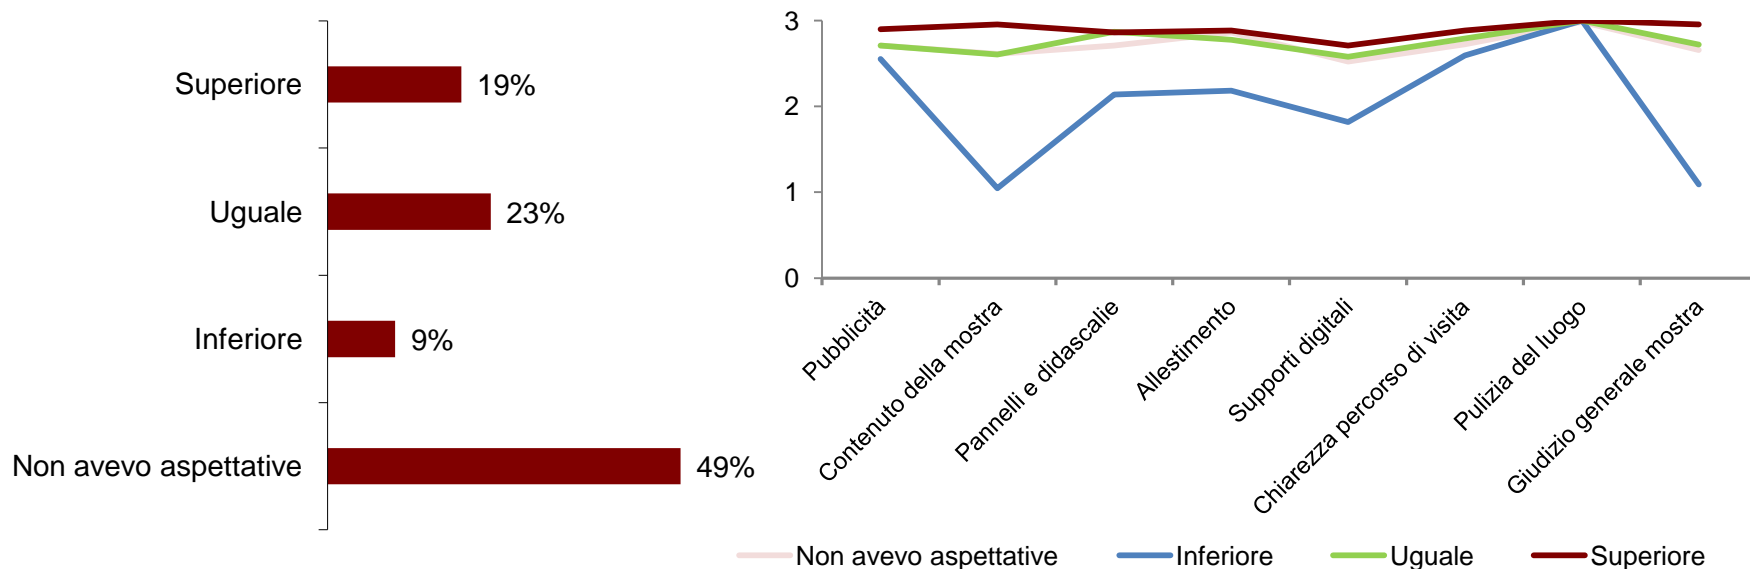 Superiore
19%
Uguale
23%
Inferiore
9%
Non avevo aspettative
49%
3
2
1
0
Pubblicità
Contenuto della mostra
Pannelli e didascalie
Allestimento
Supporti digitali
Chiarezza percorso di visita
Pulizia del luogo
Giudizio generale mostra
Non avevo aspettative
Inferiore
Uguale
Superiore